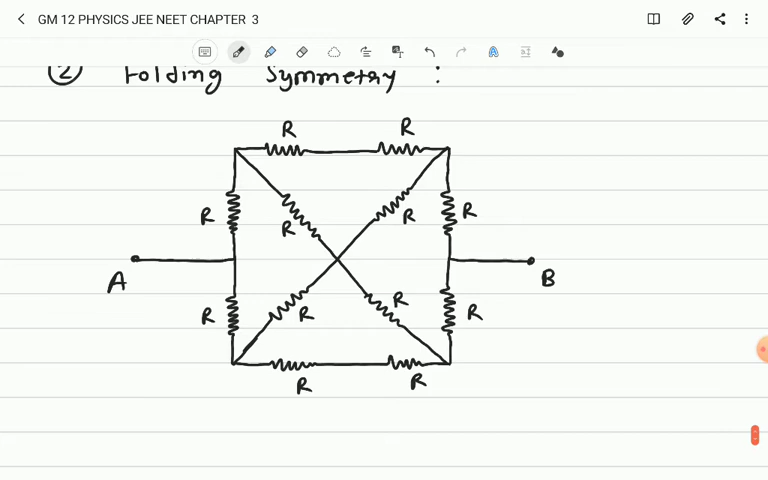 GM 12 PHYSICS JEE NEET CHAPTER 3
② Folding Symmetry :
R R
R R R R
A B
R R R R
R R